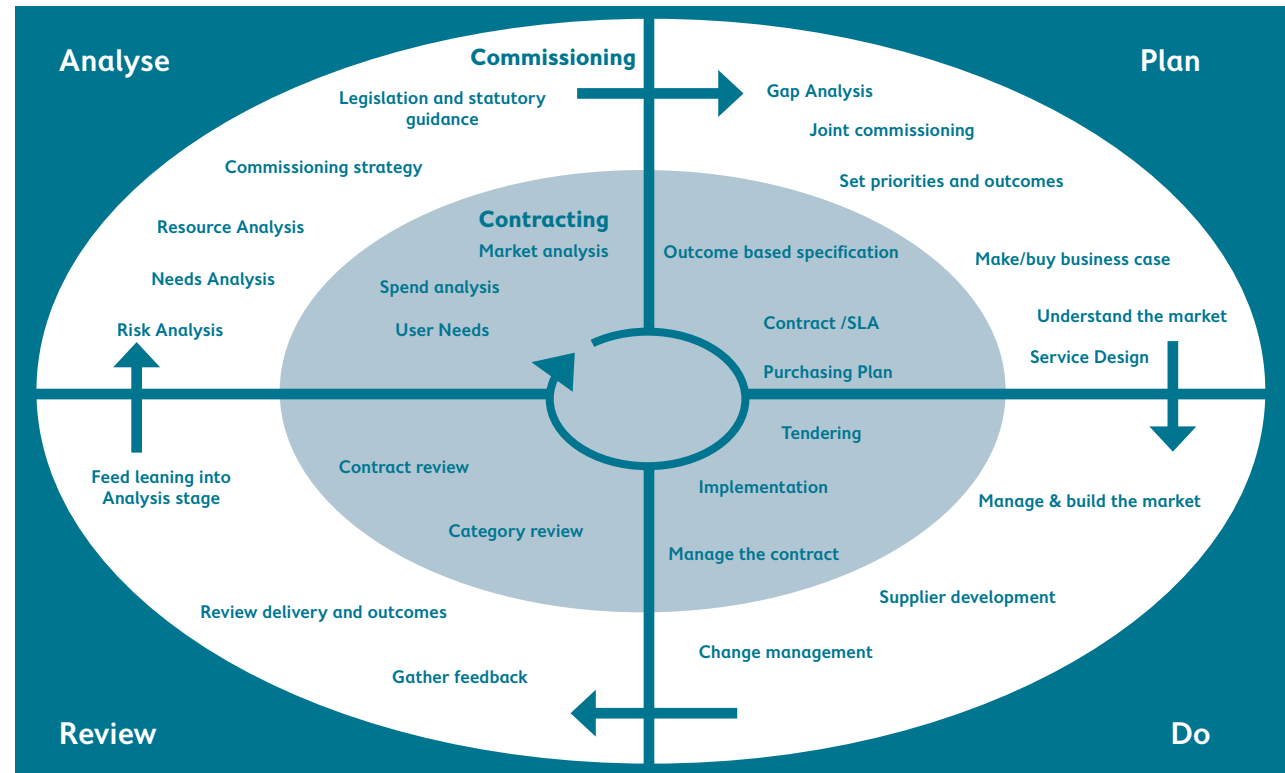 Analyse
Plan
Commissioning
Legislation and statutory
guidance
Commissioning strategy
Resource Analysis
Needs Analysis
Risk Analysis
Gap Analysis
Joint commissioning
Set priorities and outcomes
Make/buy business case
Understand the market
Service Design
Contracting
Market analysis
Spend analysis
User Needs
Outcome based specification
Contract /SLA
Purchasing Plan
Tendering
Implementation
Manage the contract
Manage & build the market
Supplier development
Change management
Contract review
Category review
Feed leaning into
Analysis stage
Review delivery and outcomes
Gather feedback
Review
Do